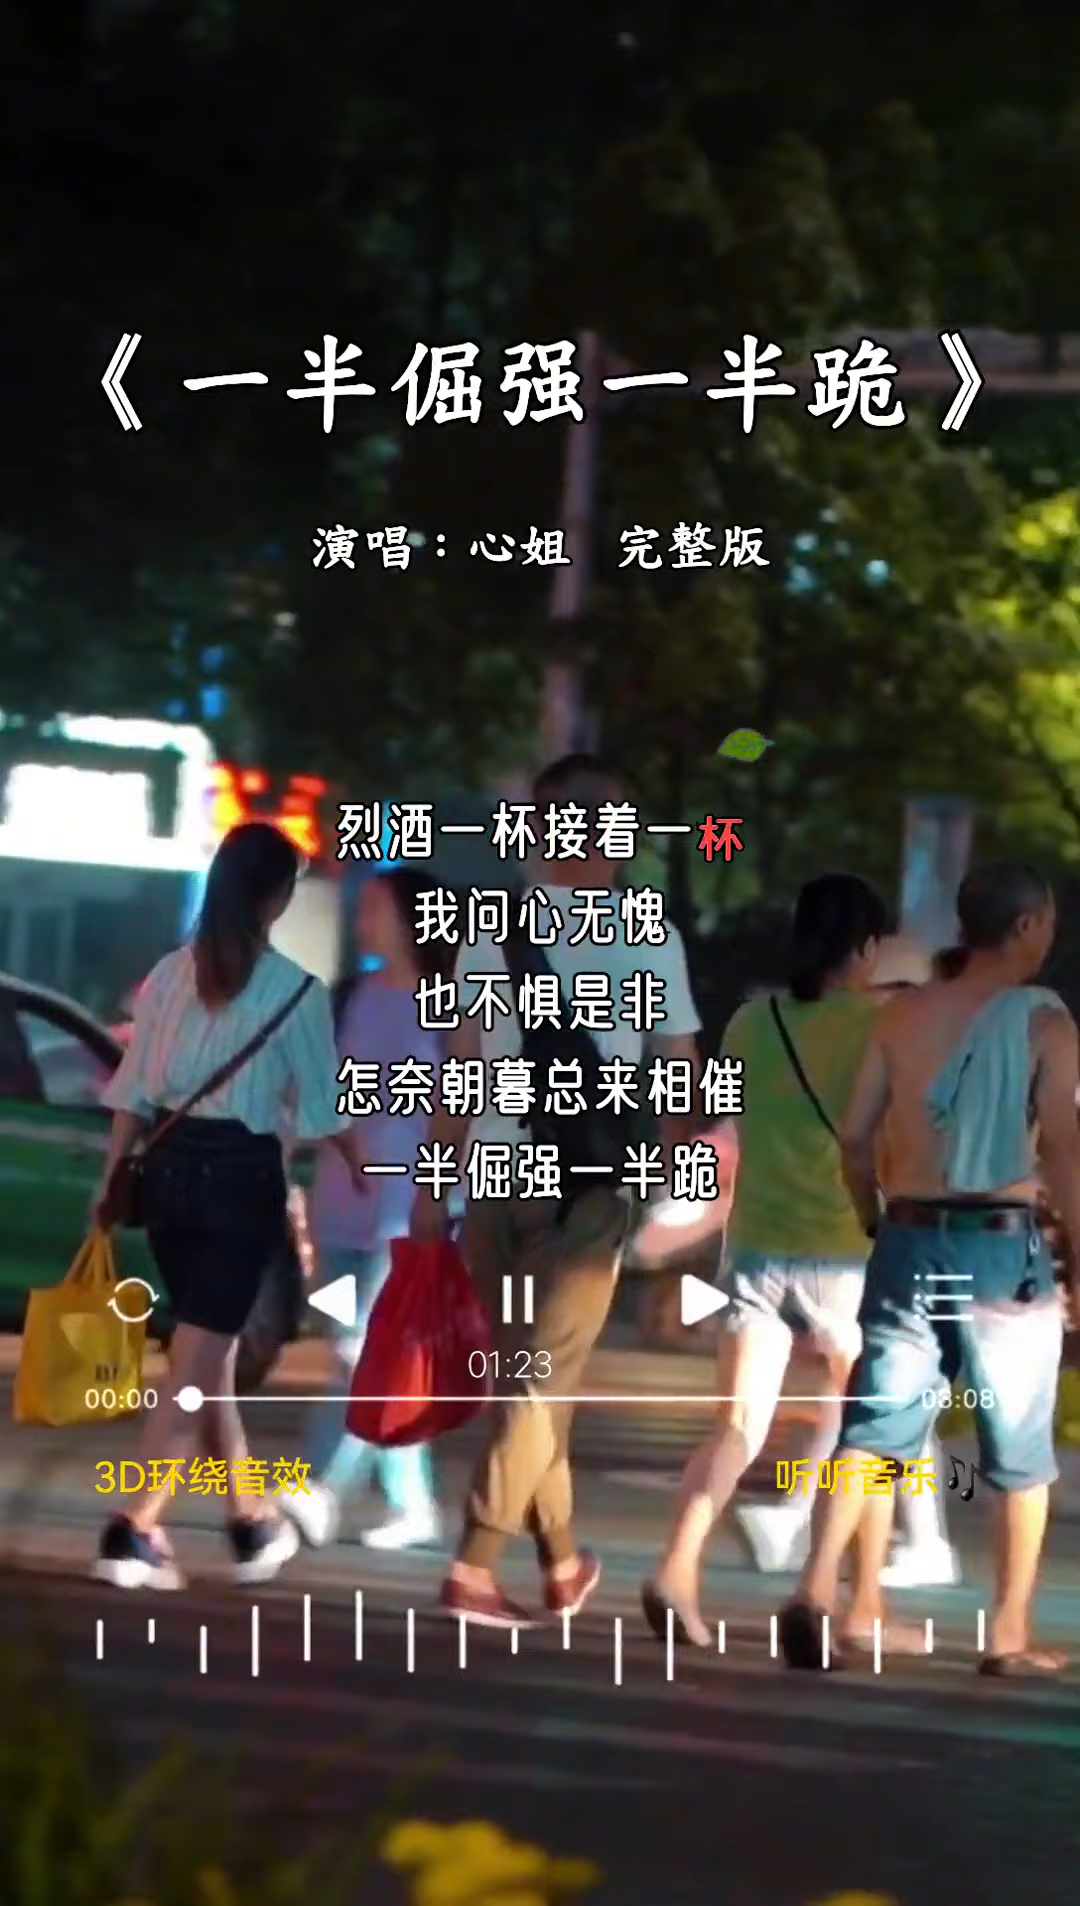 《一半倔强一半跪》
演唱：心姐 完整版
烈酒一杯接着一杯
我问心无愧
也不惧是非
怎奈朝暮总来相催
一半倔强一半跪
01:23
00:00 03:08
3D环绕音效 听听音乐🎶